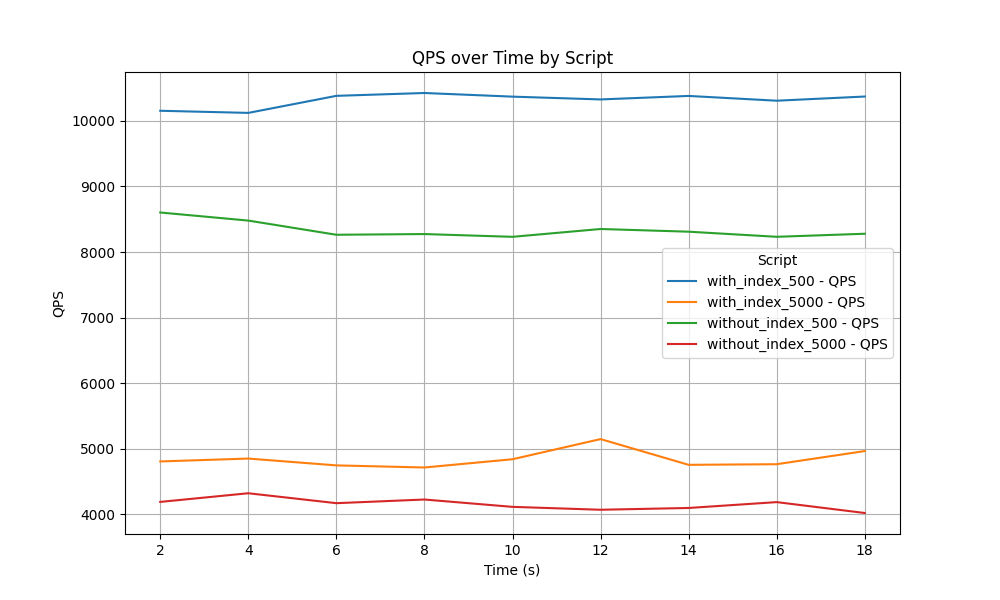 QPS over Time by Script
10000
9000
8000
7000
6000
5000
4000
QPS
Script
with_index_500 - QPS
with_index_5000 - QPS
without_index_500 - QPS
without_index_5000 - QPS
2 4 6 8 10 12 14 16 18
Time (s)